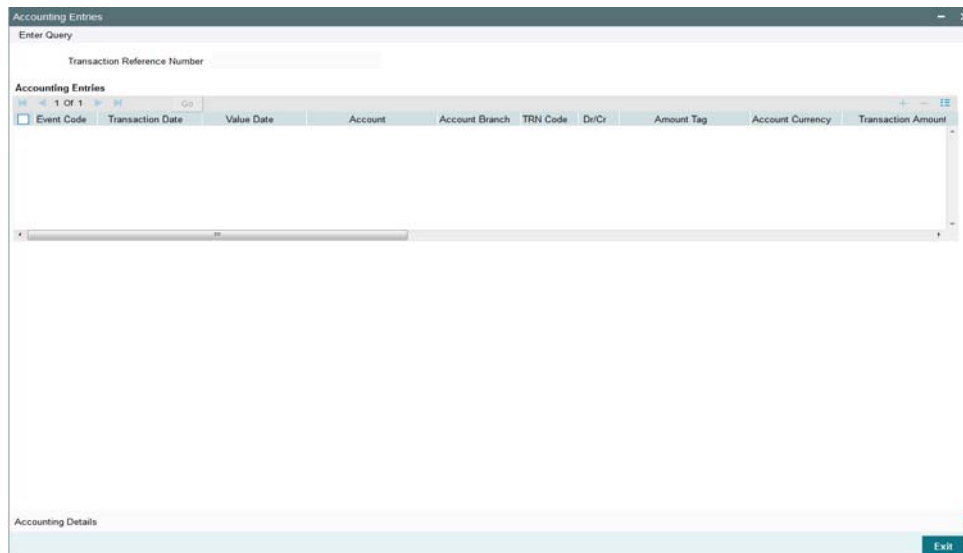 Accounting Entries
Enter Query
Transaction Reference Number
Accounting Entries
1 Of 1 Go
Event Code Transaction Date Value Date Account Account Branch TRN Code Dr/Cr Amount Tag Account Currency Transaction Amount
Accounting Details
Exit